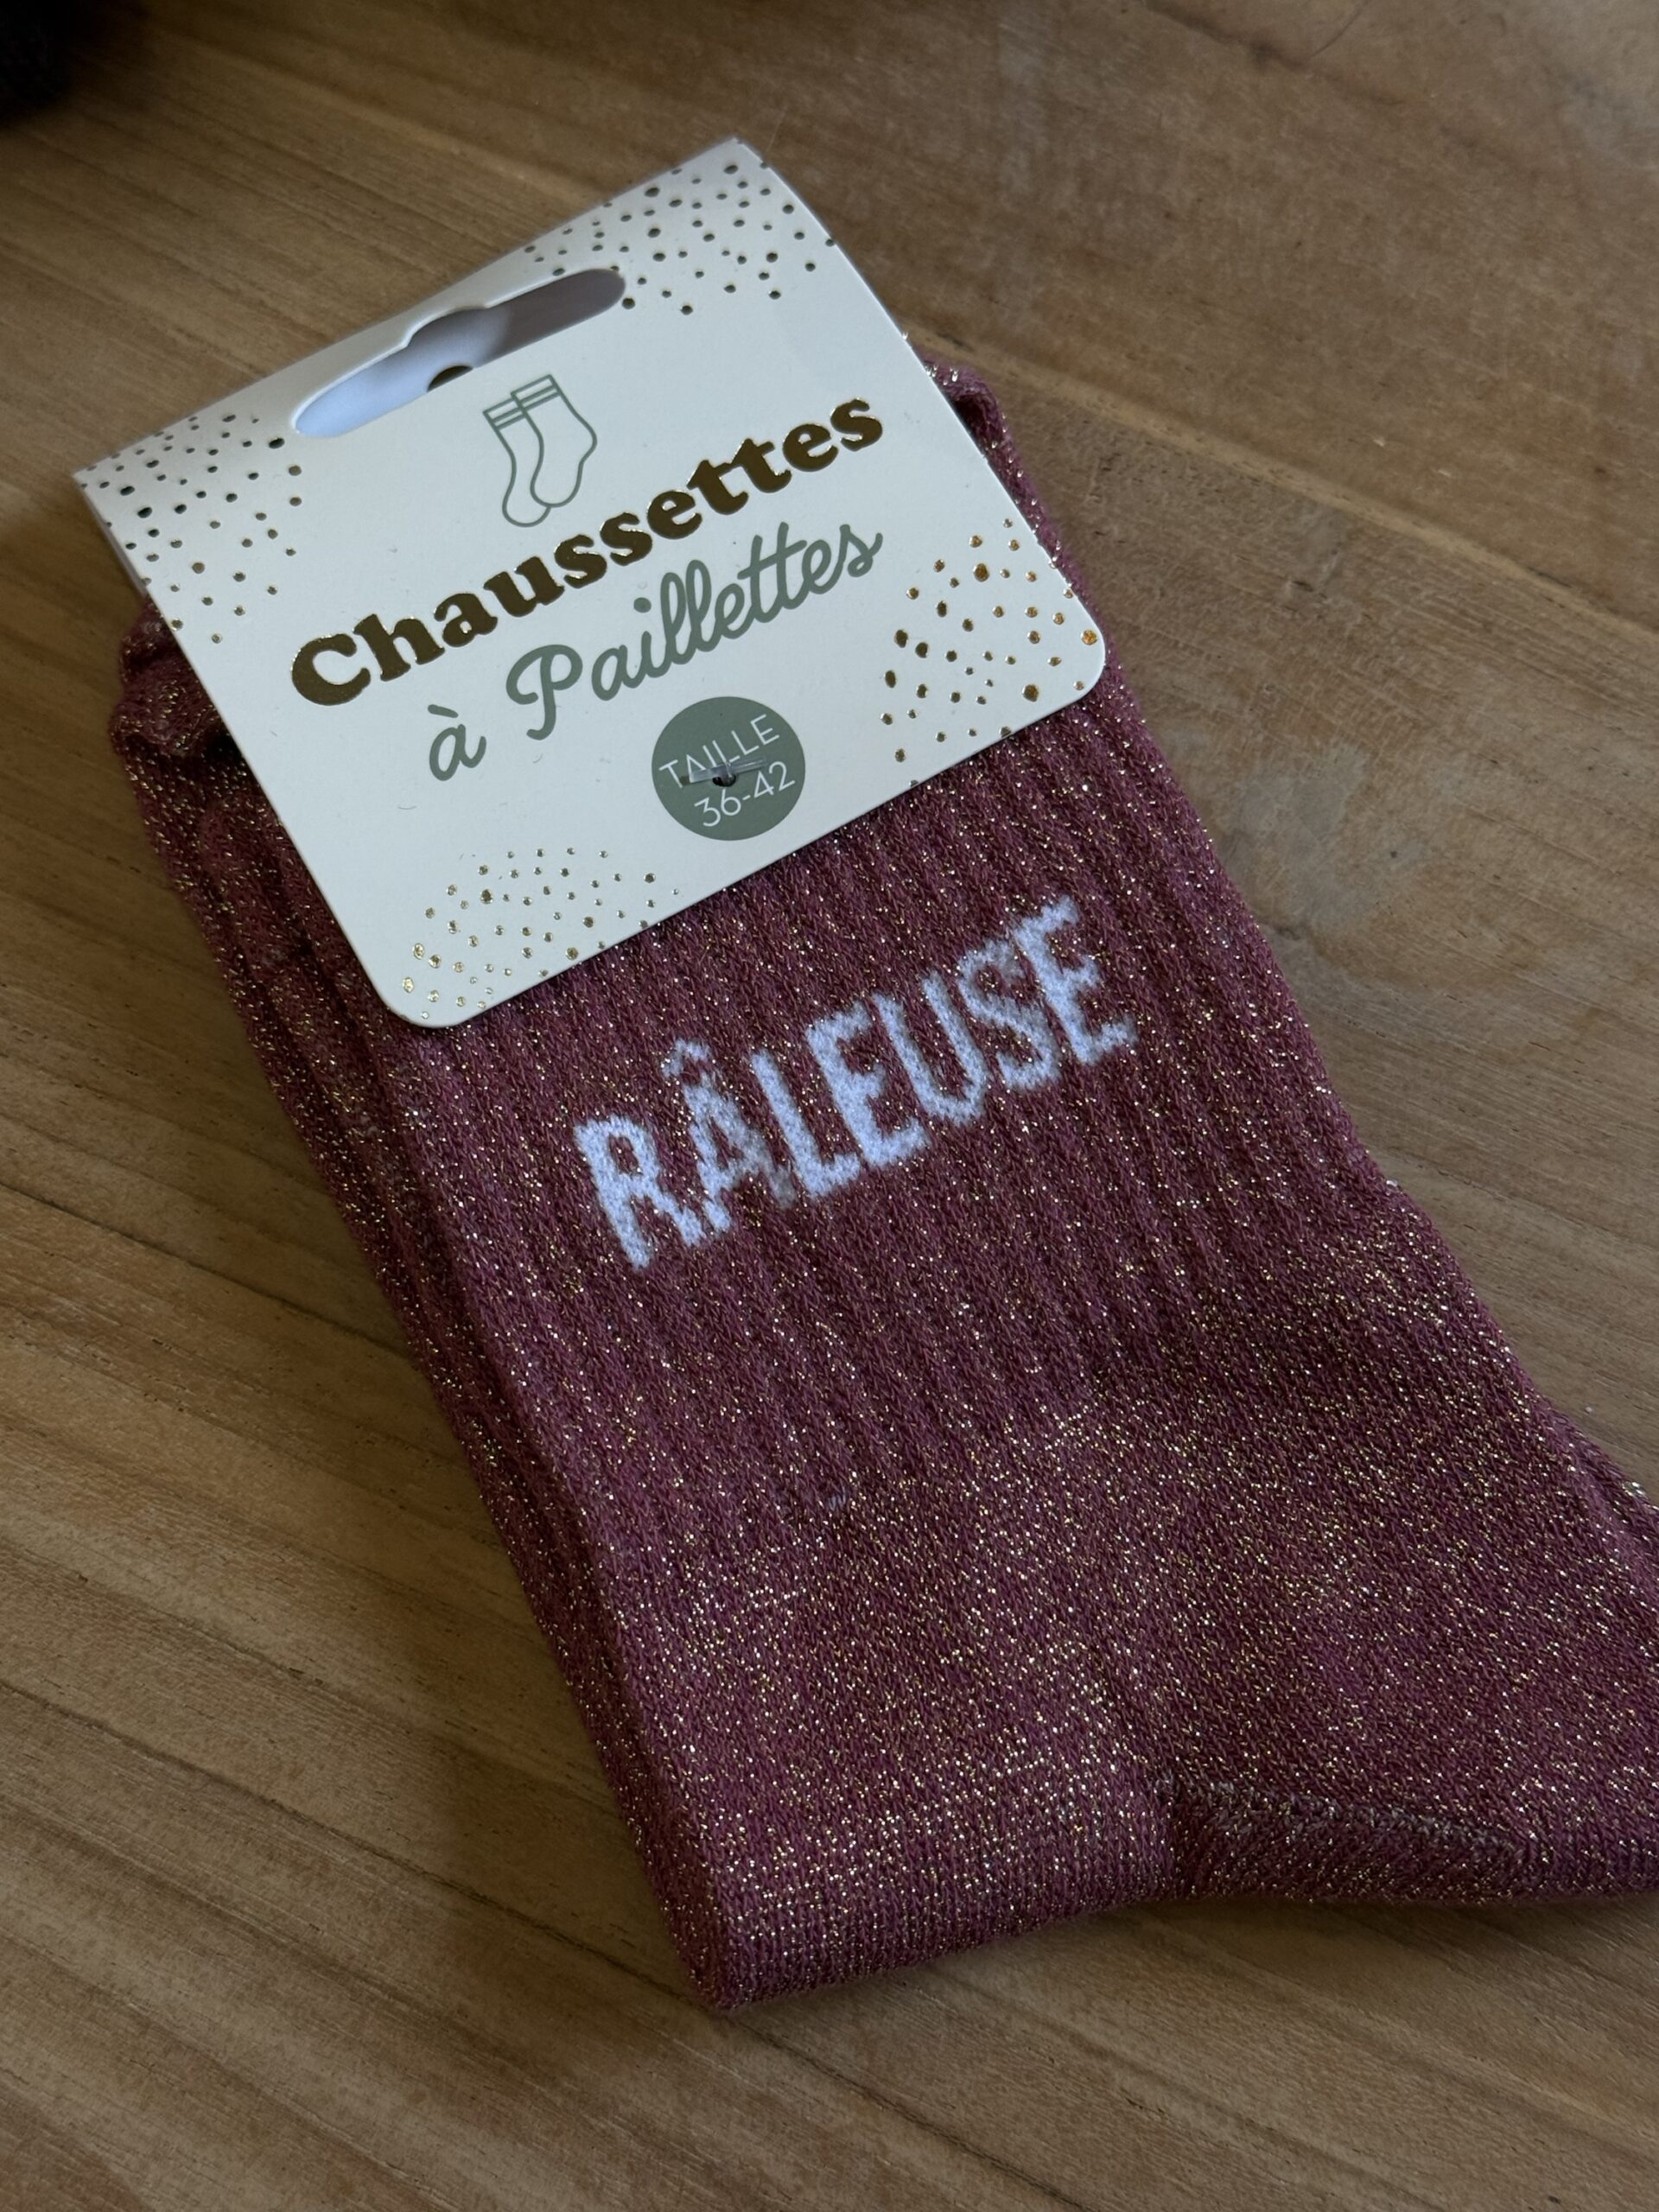 Chaussettes
à Paillettes
TAILLE
36-42
RÂLEUSE